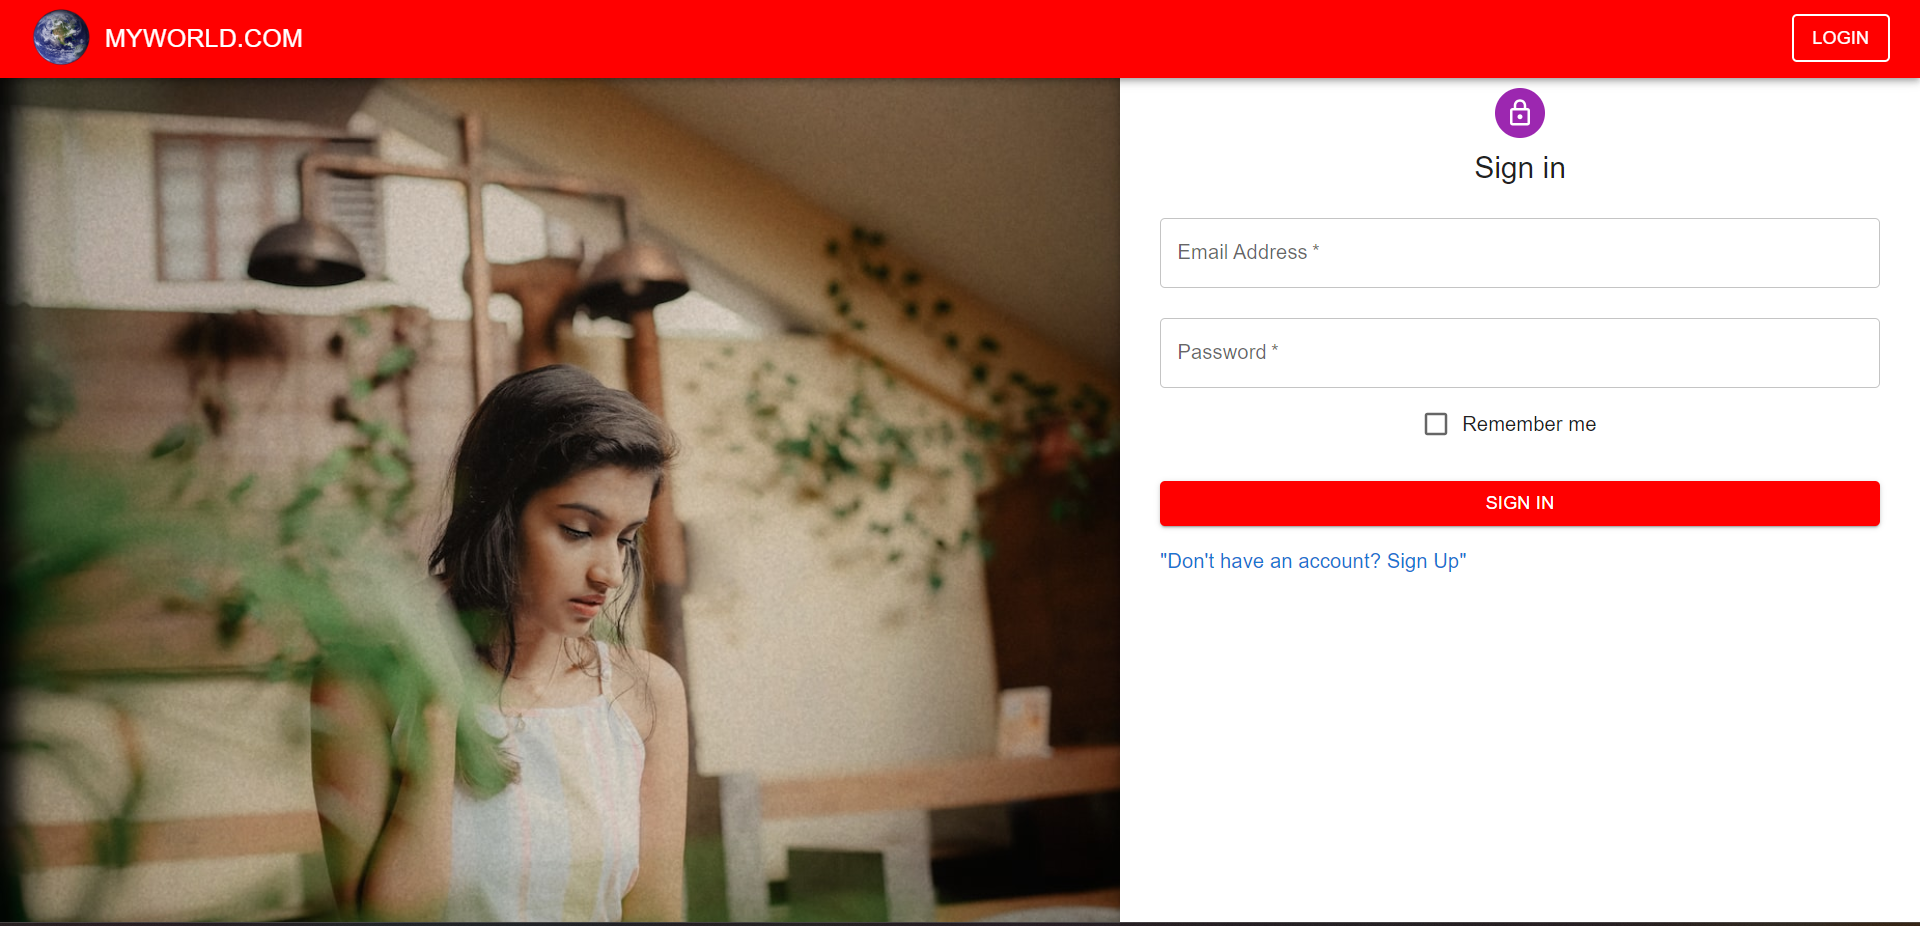 MYWORLD.COM
LOGIN
Sign in
Email Address *
Password *
Remember me
SIGN IN
"Don't have an account? Sign Up"